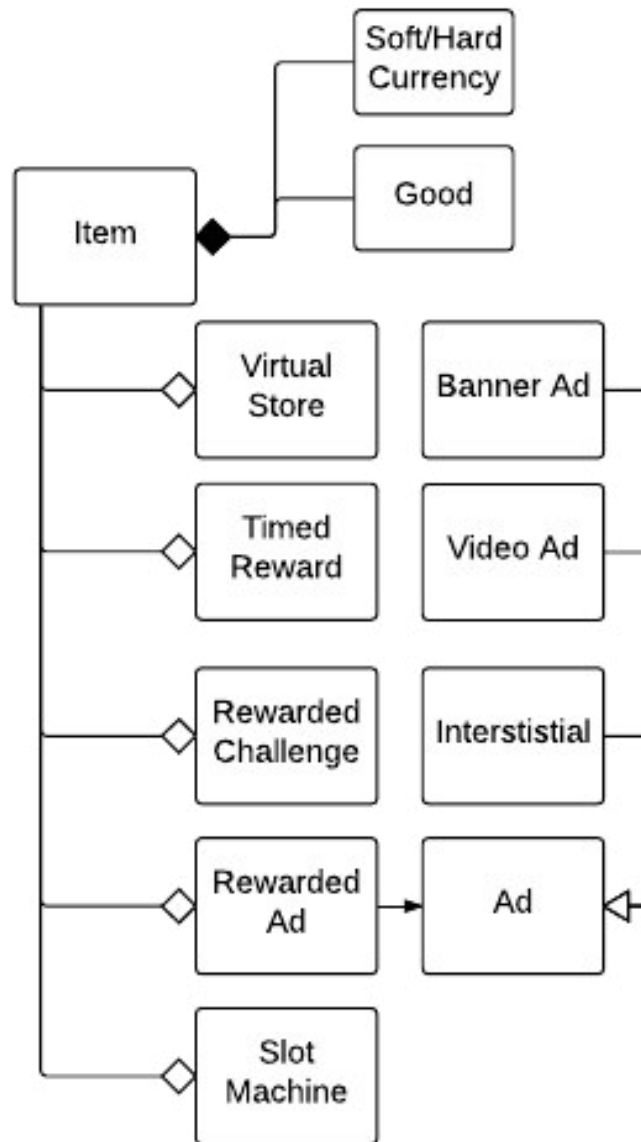 Soft/Hard
Currency
Good
Item
Virtual
Store
Banner Ad
Timed
Reward
Video Ad
Rewarded
Challenge
Interstistial
Rewarded
Ad
Ad
Slot
Machine